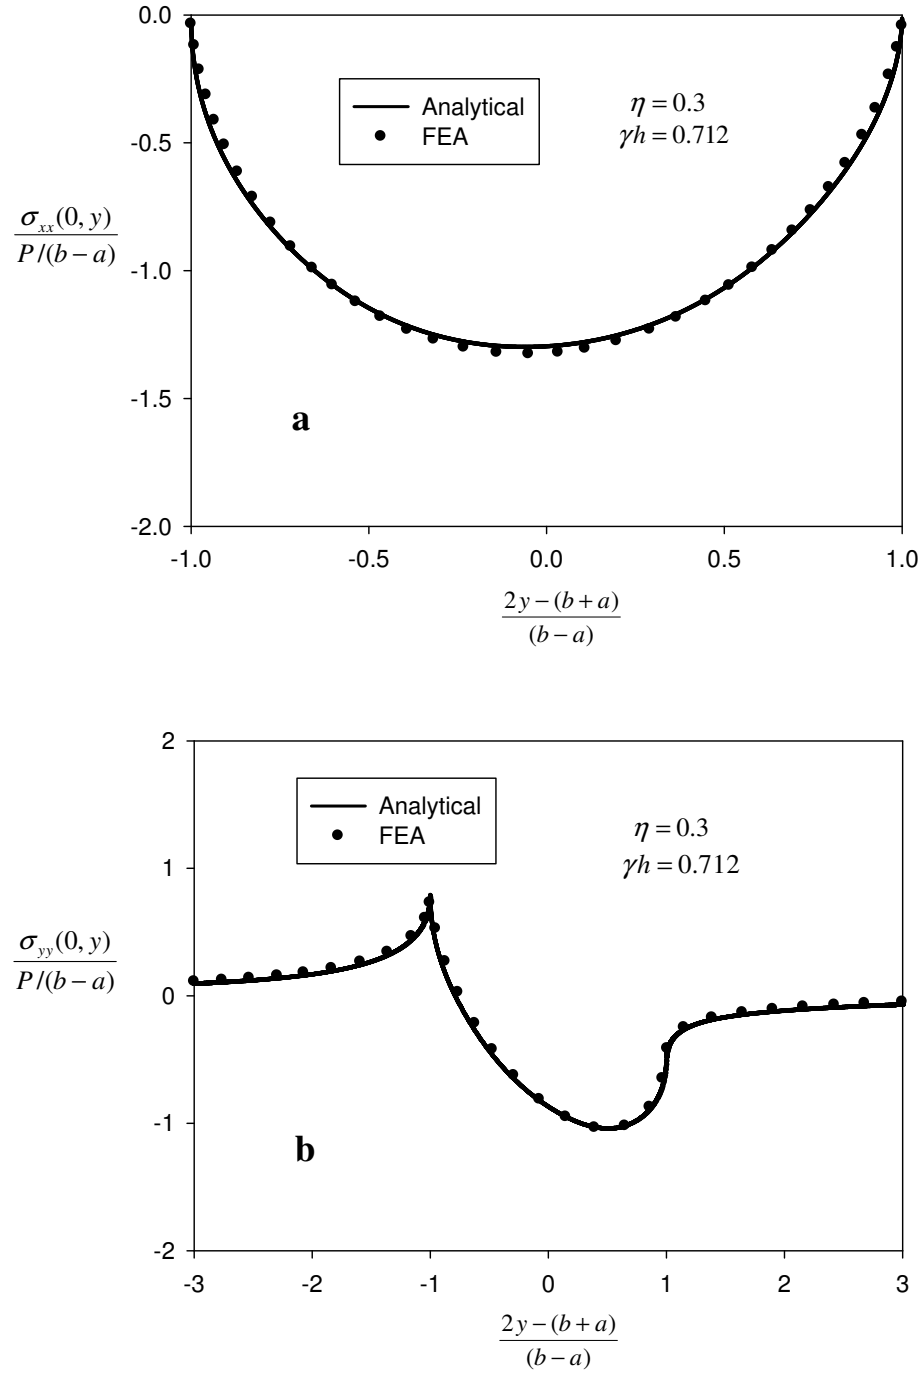 0.0
Analytical
FEA
η = 0.3
γh = 0.712
-0.5
σxx(0, y)
P/(b − a)
-1.0
-1.5
a
-2.0
-1.0 -0.5 0.0 0.5 1.0
2y − (b + a)
(b − a)
2
Analytical
FEA
η = 0.3
γh = 0.712
1
σyy(0, y)
P/(b − a)
0
-1
b
-2
-3 -2 -1 0 1 2 3
2y − (b + a)
(b − a)